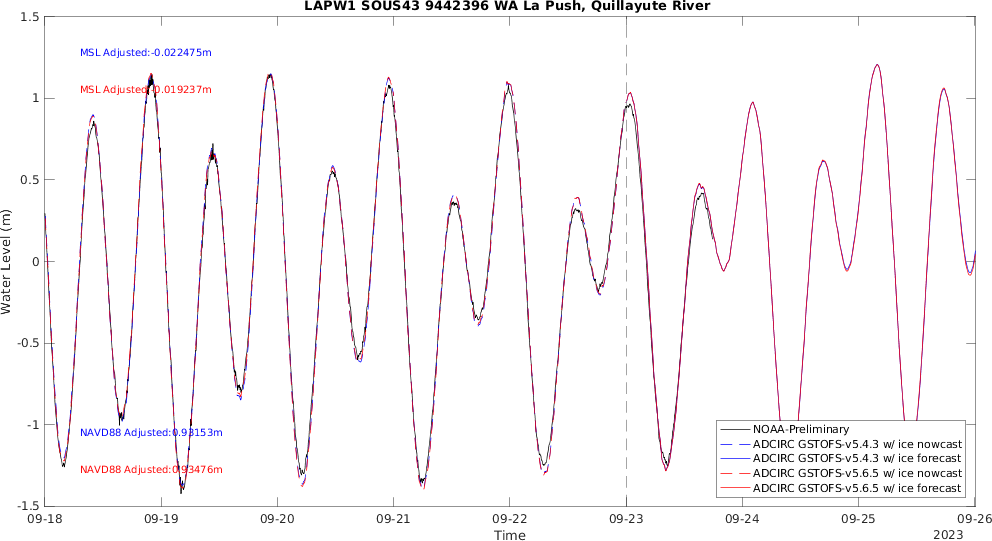 LAPW1 SOUS43 9442396 WA La Push, Quillayute River
1.5
1
0.5
0
-0.5
-1
-1.5
Water Level (m)
MSL Adjusted:-0.022475m
MSL Adjusted:-0.019237m
NAVD88 Adjusted:0.93153m
NAVD88 Adjusted:0.93476m
NOAA-Preliminary
ADCIRC GSTOFS-v5.4.3 w/ ice nowcast
ADCIRC GSTOFS-v5.4.3 w/ ice forecast
ADCIRC GSTOFS-v5.6.5 w/ ice nowcast
ADCIRC GSTOFS-v5.6.5 w/ ice forecast
09-18 09-19 09-20 09-21 09-22 09-23 09-24 09-25 09-26
Time
2023